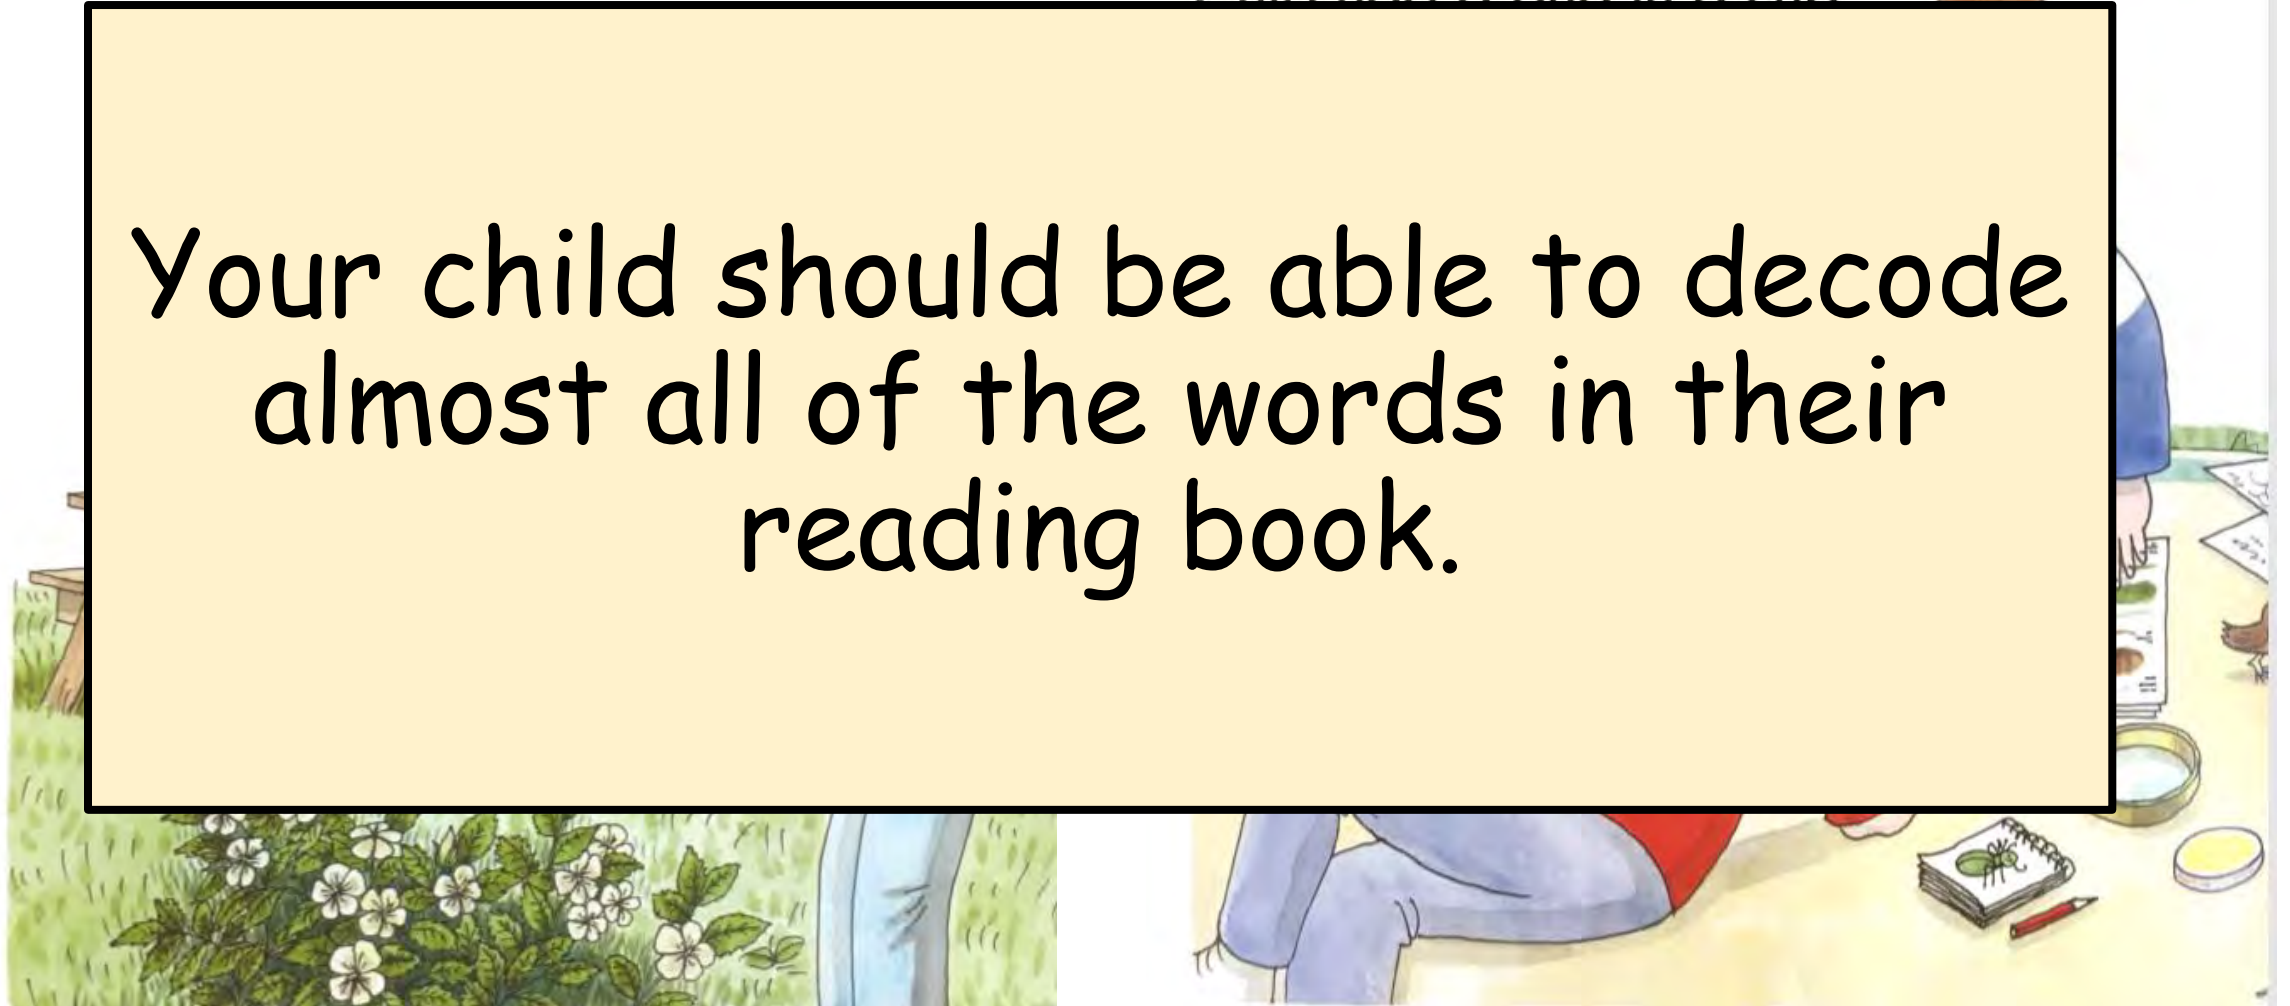 Your child should be able to decode
almost all of the words in their
reading book.